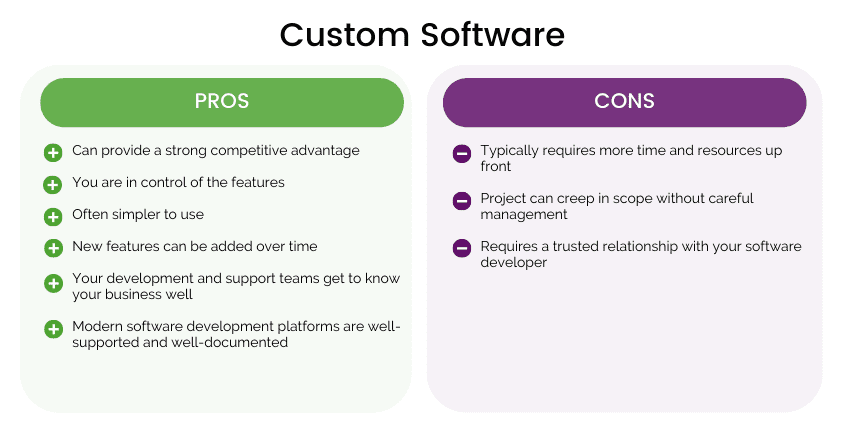 Custom Software
PROS
Can provide a strong competitive advantage
You are in control of the features
Often simpler to use
New features can be added over time
Your development and support teams get to know
your business well
Modern software development platforms are well-
supported and well-documented
CONS
Typically requires more time and resources up
front
Project can creep in scope without careful
management
Requires a trusted relationship with your software
developer